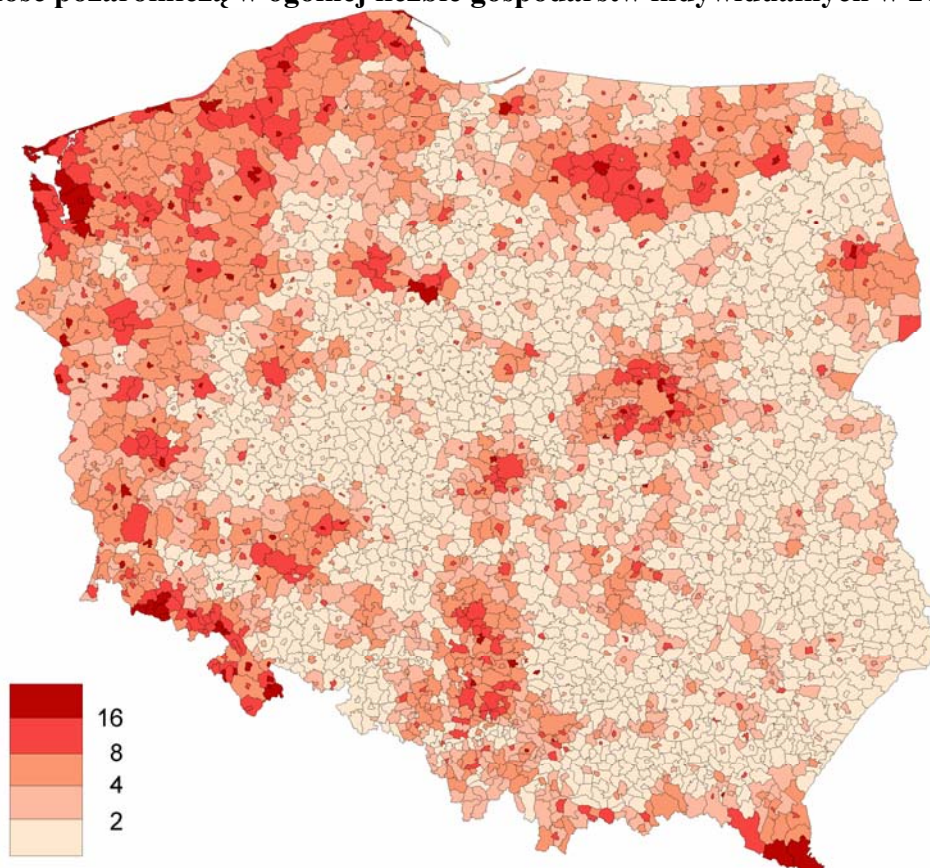 pozarolniczą w ogólnej liczbie gospodarstw indywidualnych w
16
8
4
2